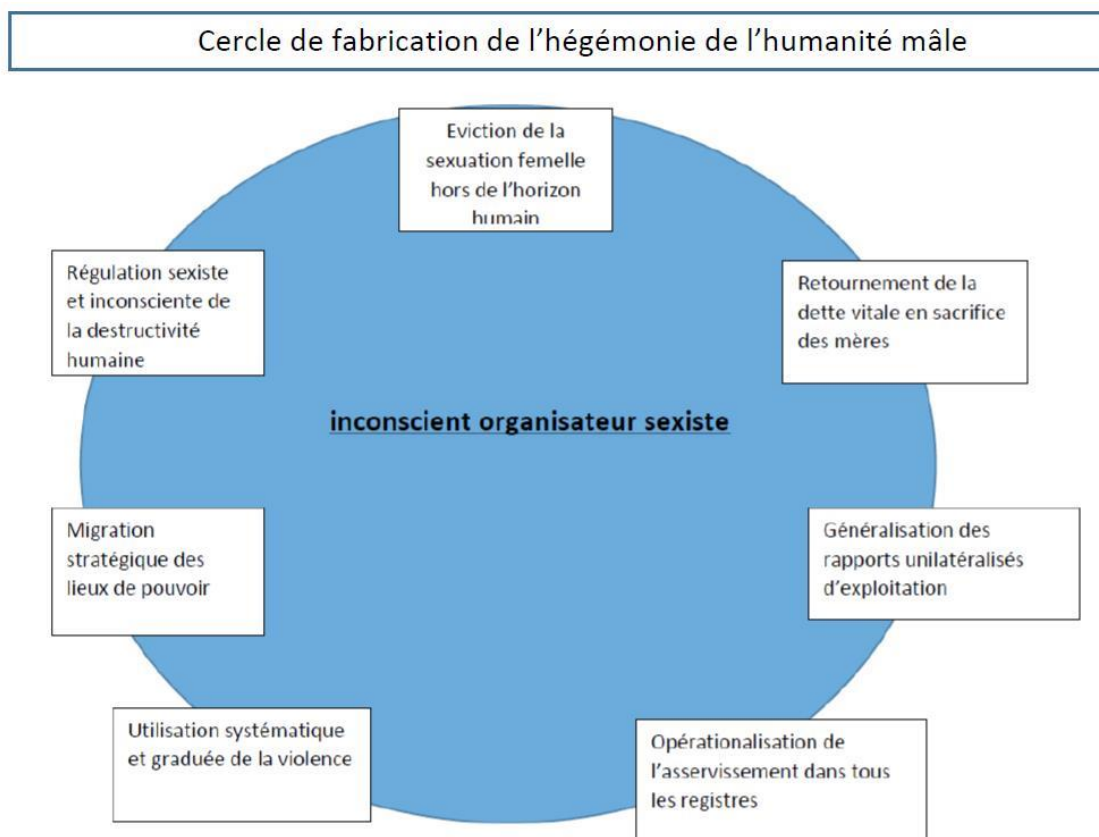 Cercle de fabrication de l’hégémonie de l’humanité mâle
Eviction de la
sexuation femelle
hors de l’horizon
humain
Retournement de la
dette vitale en sacrifice
des mères
Généralisation des
rapports unilatéralisés
d’exploitation
Opérationalisation de
l’asservissement dans tous
les registres
Utilisation systématique
et graduée de la violence
Migration
stratégique des
lieux de pouvoir
Régulation sexiste
et inconsciente de
la destructivité
humaine
inconscient organisateur sexiste